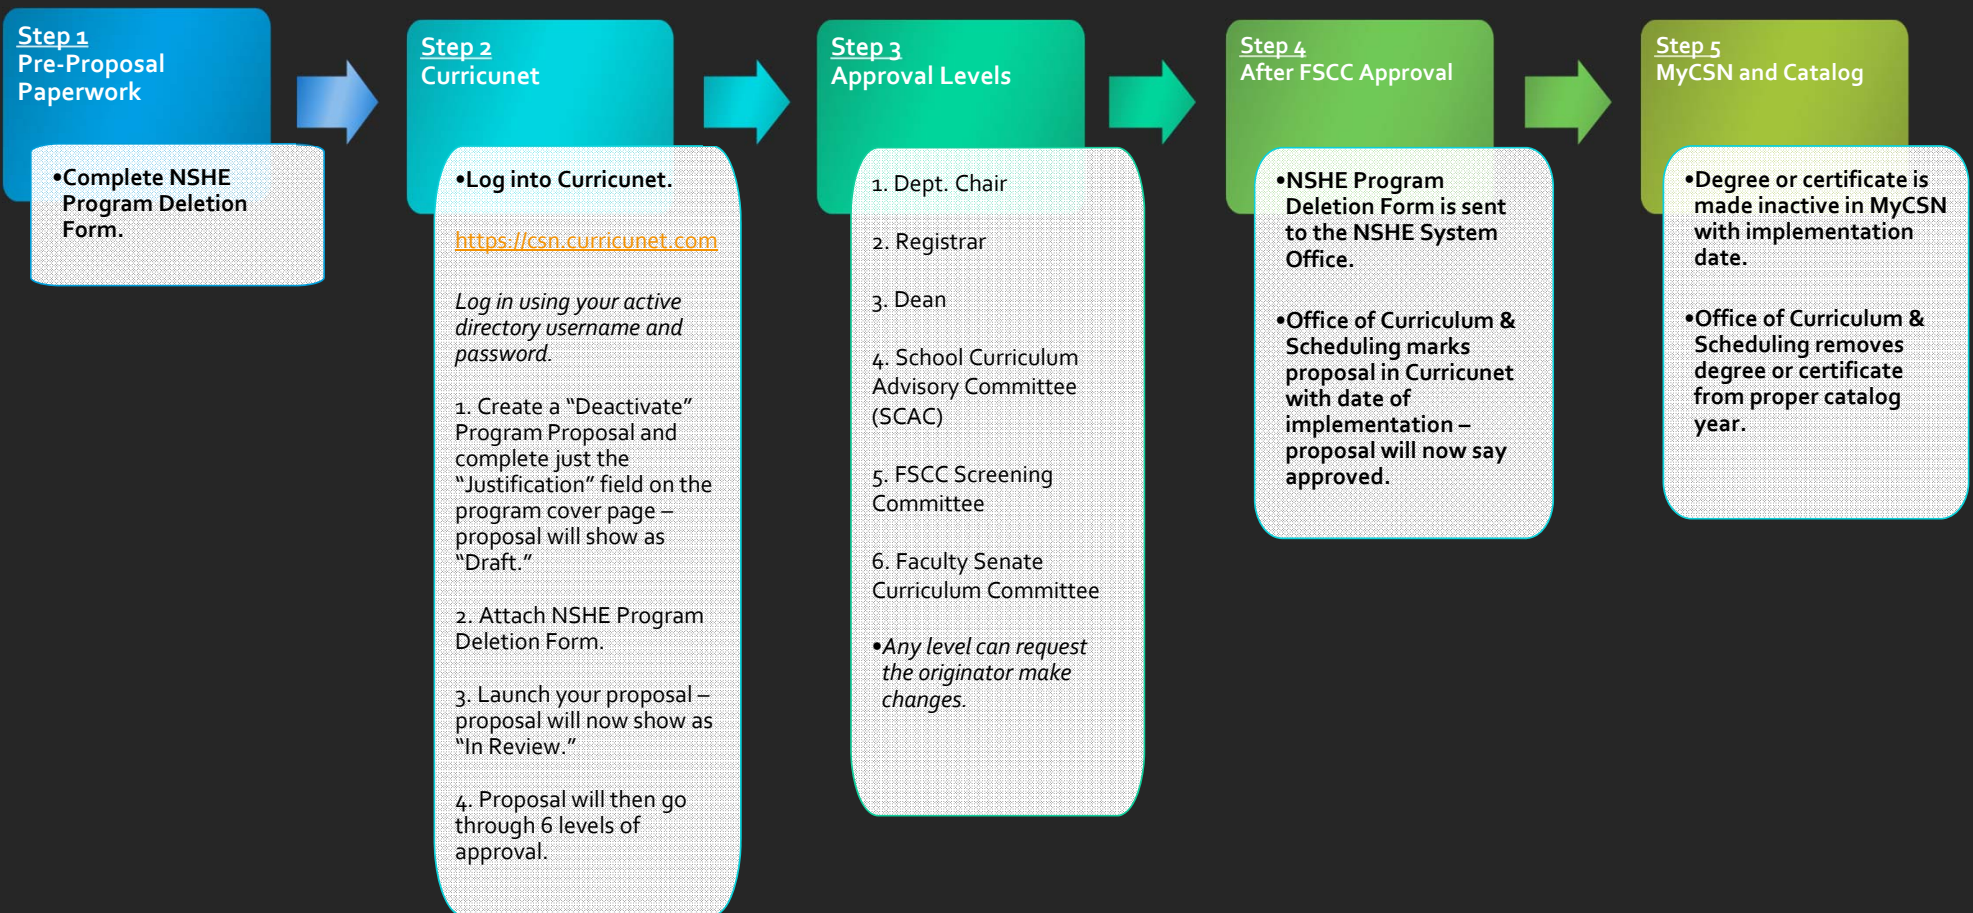 Step 1
Pre-Proposal
Paperwork
•Complete NSHE
Program Deletion
Form.
Step 2
Curricunet
•Log into Curricunet.
https://csn.curricunet.com
Log in using your active
directory username and
password.
1. Create a “Deactivate”
Program Proposal and
complete just the
“Justification” field on the
program cover page –
proposal will show as
“Draft.”
2. Attach NSHE Program
Deletion Form.
3. Launch your proposal –
proposal will now show as
“In Review.”
4. Proposal will then go
through 6 levels of
approval.
Step 3
Approval Levels
1. Dept. Chair
2. Registrar
3. Dean
4. School Curriculum
Advisory Committee
(SCAC)
5. FSCC Screening
Committee
6. Faculty Senate
Curriculum Committee
•Any level can request
the originator make
changes.
Step 4
After FSCC Approval
•NSHE Program
Deletion Form is sent
to the NSHE System
Office.
•Office of Curriculum &
Scheduling marks
proposal in Curricunet
with date of
implementation –
proposal will now say
approved.
Step 5
MyCSN and Catalog
•Degree or certificate is
made inactive in MyCSN
with implementation
date.
•Office of Curriculum &
Scheduling removes
degree or certificate
from proper catalog
year.